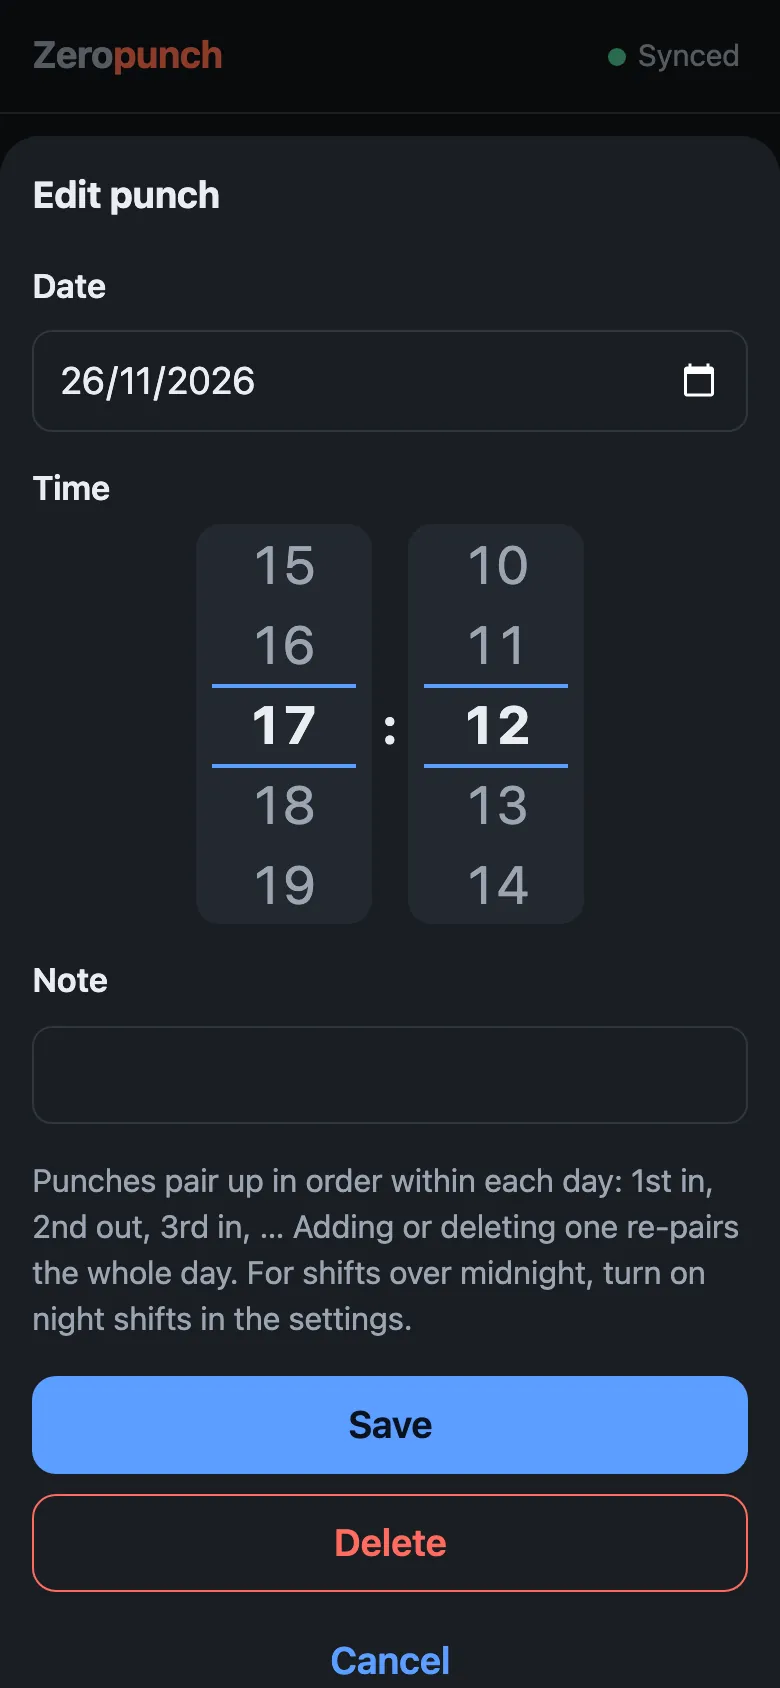 Zeropunch
Synced
Edit punch
Date
26/11/2026
Time
15 10
16 11
17 : 12
18 13
19 14
Note
Punches pair up in order within each day: 1st in,
2nd out, 3rd in, ... Adding or deleting one re-pairs
the whole day. For shifts over midnight, turn on
night shifts in the settings.
Save
Delete
Cancel